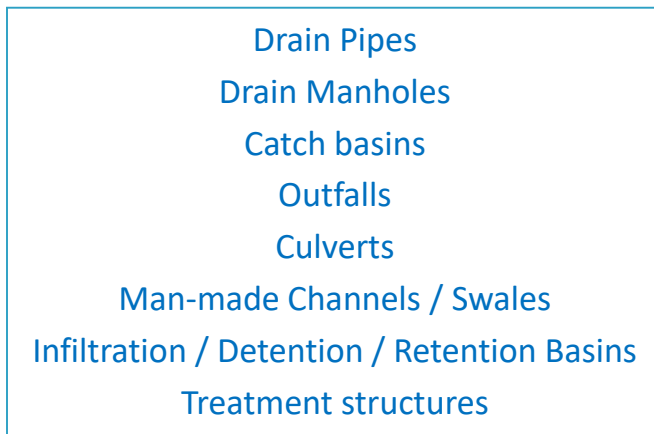 Drain Pipes
Drain Manholes
Catch basins
Outfalls
Culverts
Man-made Channels / Swales
Infiltration / Detention / Retention Basins
Treatment structures